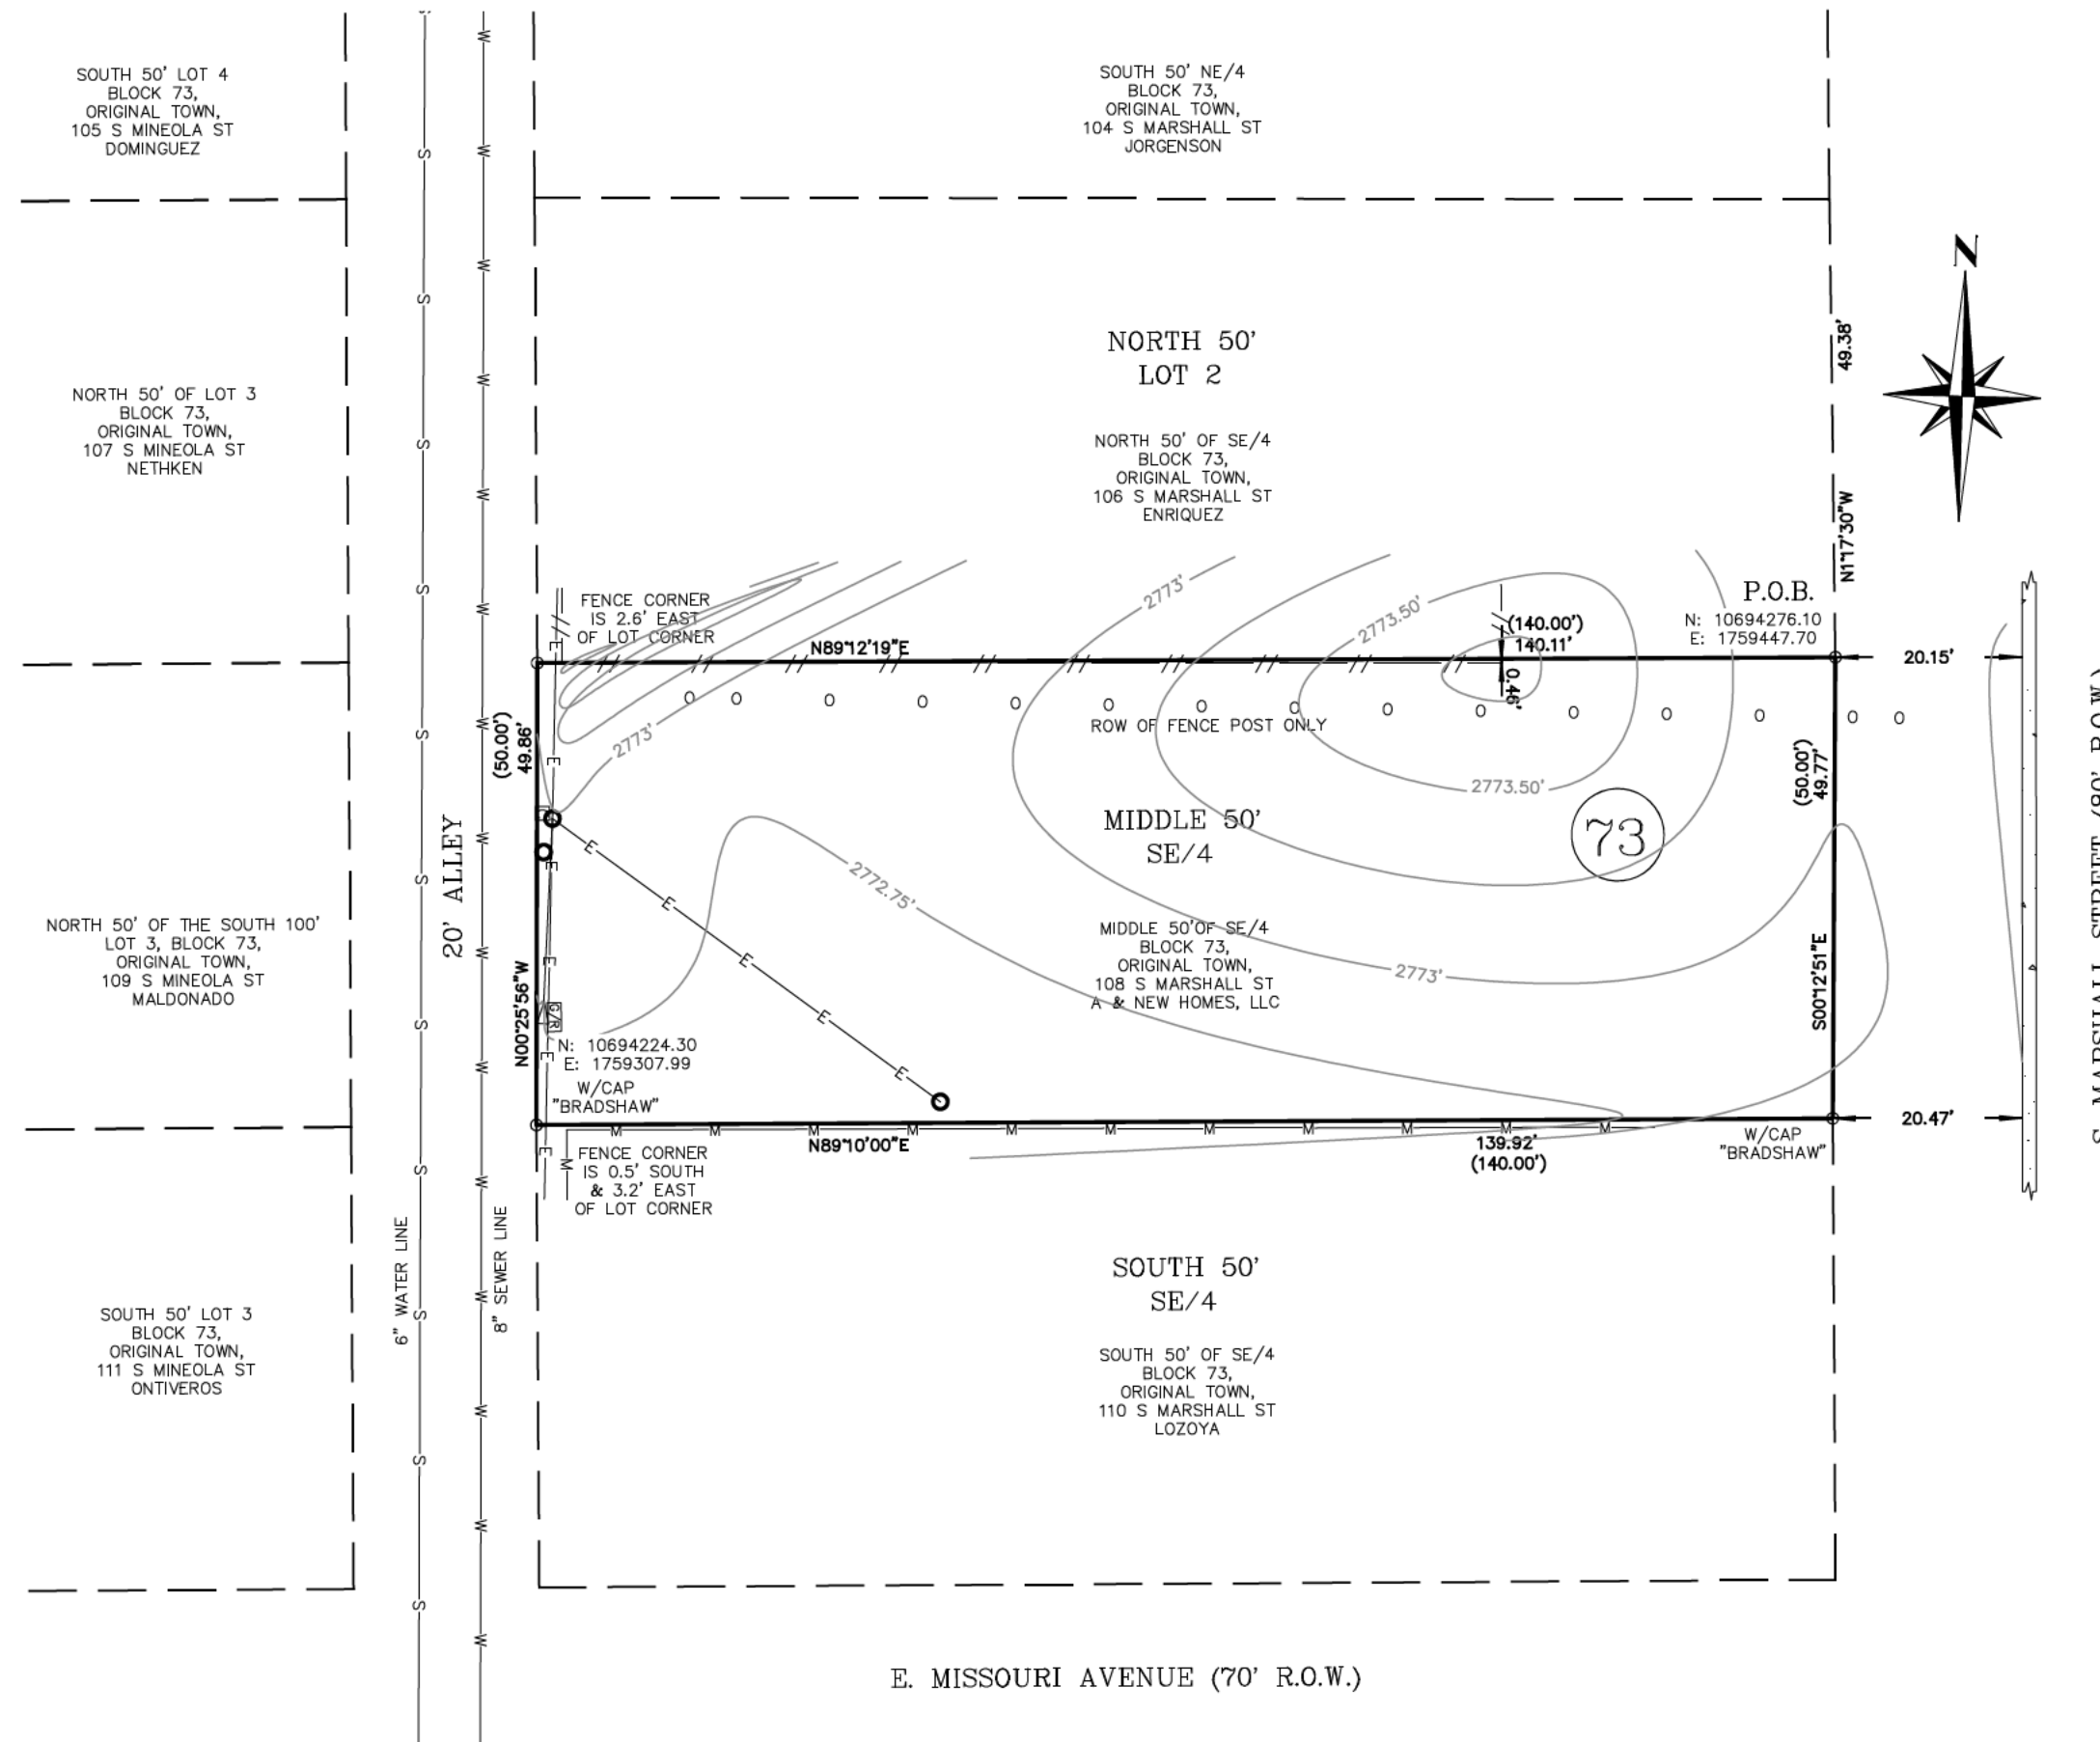 SOUTH 50' LOT 4
BLOCK 73,
ORIGINAL TOWN,
105 S MINEOLA ST
DOMINGUEZ
SOUTH 50' NE/4
BLOCK 73,
ORIGINAL TOWN,
104 S MARSHALL ST
JORGENSON
N
NORTH 50' OF LOT 3
BLOCK 73,
ORIGINAL TOWN,
107 S MINEOLA ST
NETHKEN
NORTH 50'
LOT 2
NORTH 50' OF SE/4
BLOCK 73,
ORIGINAL TOWN,
106 S MARSHALL ST
ENRIQUEZ
49.38'
N1°17'30"W
FENCE CORNER
IS 2.6' EAST
OF LOT CORNER
N89°12'19"E
2773'
2773.50'
(140.00')
140.11'
0.46'
P.O.B.
N: 10694276.10
E: 1759447.70
20.15'
(50.00')
49.86'
2773'
ROW OF FENCE POST ONLY
2773.50'
73
(50.00')
49.77'
20' ALLEY
MIDDLE 50'
SE/4
2772.75'
MIDDLE 50'OF SE/4
BLOCK 73,
ORIGINAL TOWN,
108 S MARSHALL ST
A & NEW HOMES, LLC
2773'
S00°12'51"E
S. MARSHALL STREET (80' R.O.W.)
NORTH 50' OF THE SOUTH 100'
LOT 3, BLOCK 73,
ORIGINAL TOWN,
109 S MINEOLA ST
MALDONADO
N00°25'56"W
G/R
N: 10694224.30
E: 1759307.99
W/CAP
"BRADSHAW"
N89°10'00"E
139.92'
(140.00')
20.47'
W/CAP
"BRADSHAW"
FENCE CORNER
IS 0.5' SOUTH
& 3.2' EAST
OF LOT CORNER
6" WATER LINE
8" SEWER LINE
SOUTH 50' LOT 3
BLOCK 73,
ORIGINAL TOWN,
111 S MINEOLA ST
ONTIVEROS
SOUTH 50'
SE/4
SOUTH 50' OF SE/4
BLOCK 73,
ORIGINAL TOWN,
110 S MARSHALL ST
LOZOYA
E. MISSOURI AVENUE (70' R.O.W.)